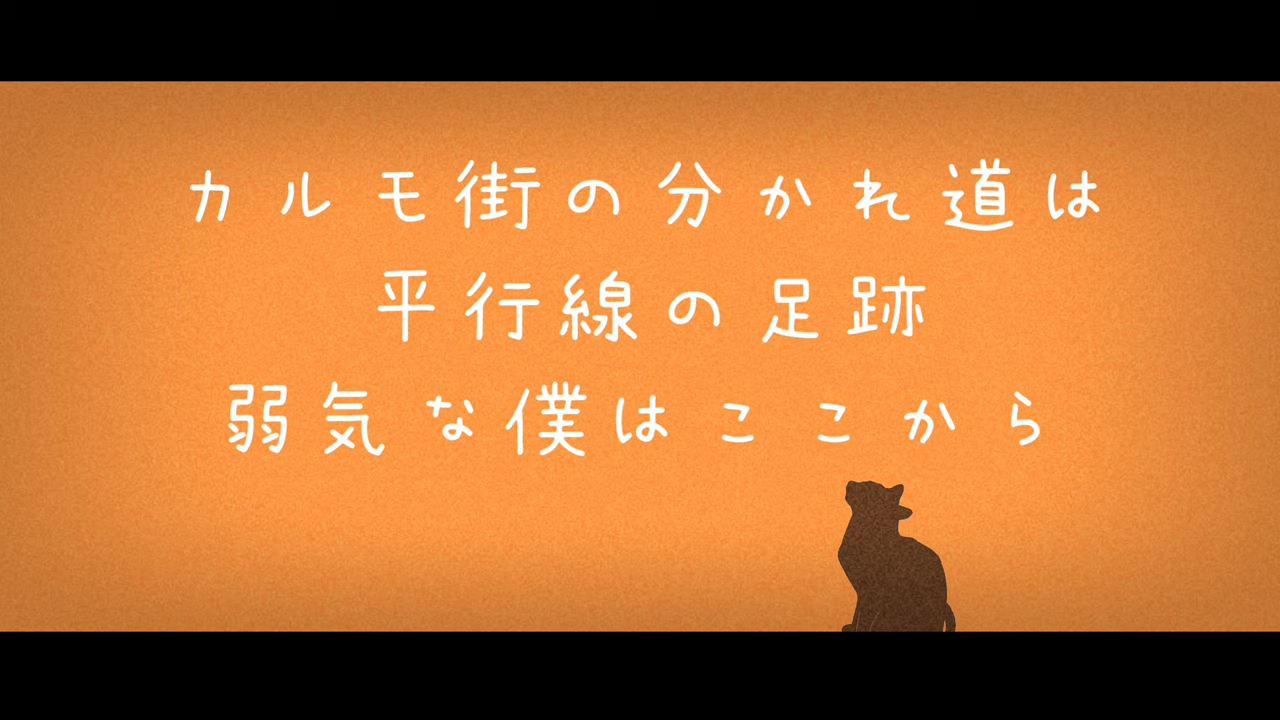 カルモ街の分かれ道は
平行線の足跡
弱気な僕はここから